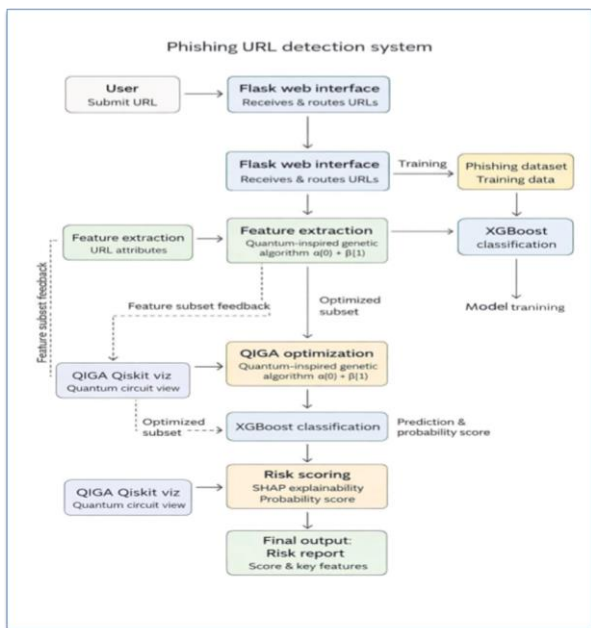 Phishing URL detection system
User
Submit URL
Flask web interface
Receives & routes URLs
Flask web interface
Receives & routes URLs
Training
Phishing dataset
Training data
Feature extraction
URL attributes
Feature extraction
Quantum-inspired genetic
algorithm α(0) + β[1)
XGBoost
classification
Feature subset feedback
Feature subset feedback
Optimized
subset
Model tranining
QIGA Qiskit viz
Quantum circuit view
QIGA optimization
Quantum-inspired genetic
algorithm α(0) + β[1)
Optimized
subset
XGBoost classification
Prediction &
probability score
QIGA Qiskit viz
Quantum circuit view
Risk scoring
SHAP explainability
Probability score
Final output:
Risk report
Score & key features